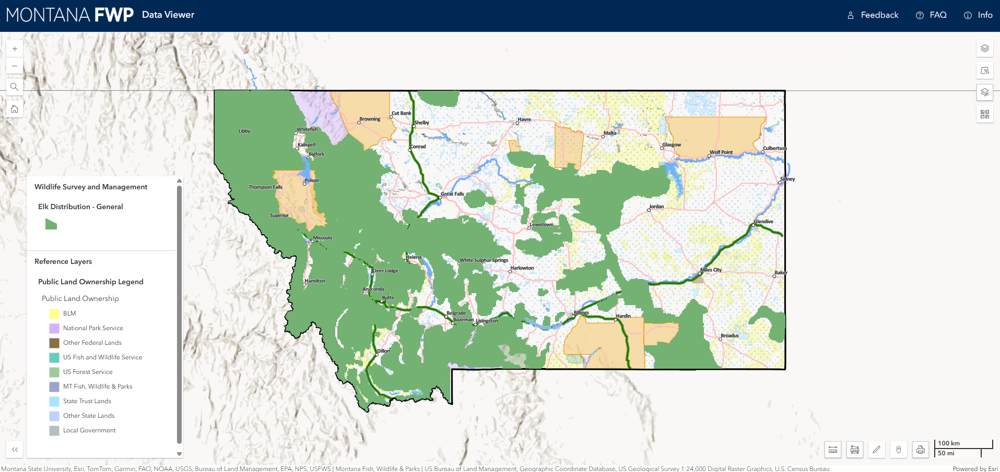 MONTANA FWP Data Viewer
Feedback
FAQ
Info
Cut Bank
Browning
Shelby
Havre
Libby
Whitefish
Malta
Kalispell
Conrad
Glasgow
Culbertson
Bigfork
Wolf Point
Polson
Sidney
Thompson Falls
Great Falls
Jordan
Superior
Glendive
Lewistown
Missoula
Helena
White Sulphur Springs
Harlowton
Deer Lodge
Miles City
Baker
Hamilton
Anaconda
Butte
Belgrade
Billings
Hardin
Bozeman
Livingston
Yellowstone River
Broadus
Dillon
Wildlife Survey and Management
Elk Distribution - General
Reference Layers
Public Land Ownership Legend
Public Land Ownership
BLM
National Park Service
Other Federal Lands
US Fish and Wildlife Service
US Forest Service
MT Fish, Wildlife & Parks
State Trust Lands
Other State Lands
Local Government
100 km
50 mi
Montana State University, Esri, TomTom, Garmin, FAO, NOAA, USGS, Bureau of Land Management, EPA, NPS, USFWS | Montana Fish, Wildlife & Parks | US Bureau of Land Management, Geographic Coordinate Database, US Geological Survey 1:24,000 Digital Raster Graphics, U.S. Census Bureau
Powered by Esri